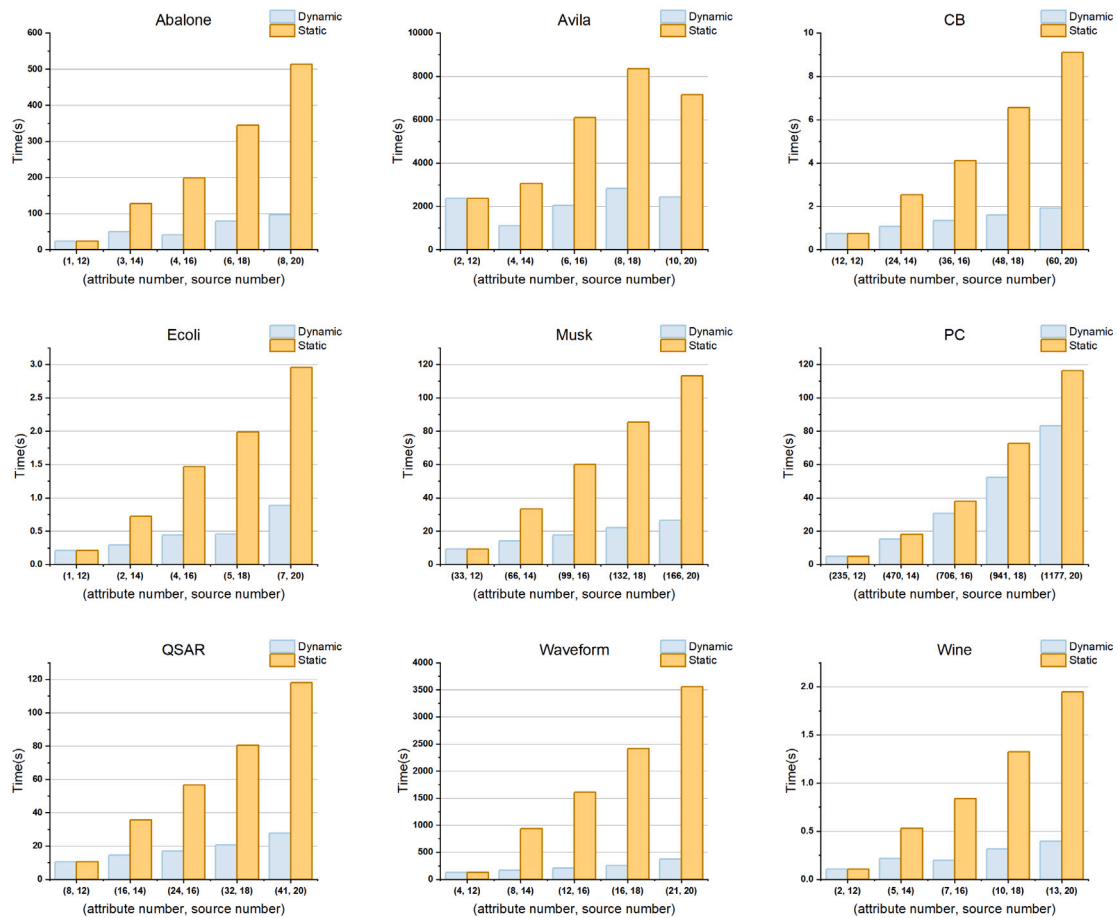 Abalone
Dynamic
Static
600
500
400
300
200
100
0
Time(s)
(1, 12) (3, 14) (4, 16) (6, 18) (8, 20)
(attribute number, source number)
Avila
Dynamic
Static
10000
8000
6000
4000
2000
0
Time(s)
(2, 12) (4, 14) (6, 16) (8, 18) (10, 20)
(attribute number, source number)
CB
Dynamic
Static
10
8
6
4
2
0
Time(s)
(12, 12) (24, 14) (36, 16) (48, 18) (60, 20)
(attribute number, source number)
Ecoli
Dynamic
Static
3.0
2.5
2.0
1.5
1.0
0.5
0.0
Time(s)
(1, 12) (2, 14) (4, 16) (5, 18) (7, 20)
(attribute number, source number)
Musk
Dynamic
Static
120
100
80
60
40
20
0
Time(s)
(33, 12) (66, 14) (99, 16) (132, 18) (166, 20)
(attribute number, source number)
PC
Dynamic
Static
120
100
80
60
40
20
0
Time(s)
(235, 12) (470, 14) (706, 16) (941, 18) (1177, 20)
(attribute number, source number)
QSAR
Dynamic
Static
120
100
80
60
40
20
0
Time(s)
(8, 12) (16, 14) (24, 16) (32, 18) (41, 20)
(attribute number, source number)
Waveform
Dynamic
Static
4000
3500
3000
2500
2000
1500
1000
500
0
Time(s)
(4, 12) (8, 14) (12, 16) (16, 18) (21, 20)
(attribute number, source number)
Wine
Dynamic
Static
2.0
1.5
1.0
0.5
0.0
Time(s)
(2, 12) (5, 14) (7, 16) (10, 18) (13, 20)
(attribute number, source number)